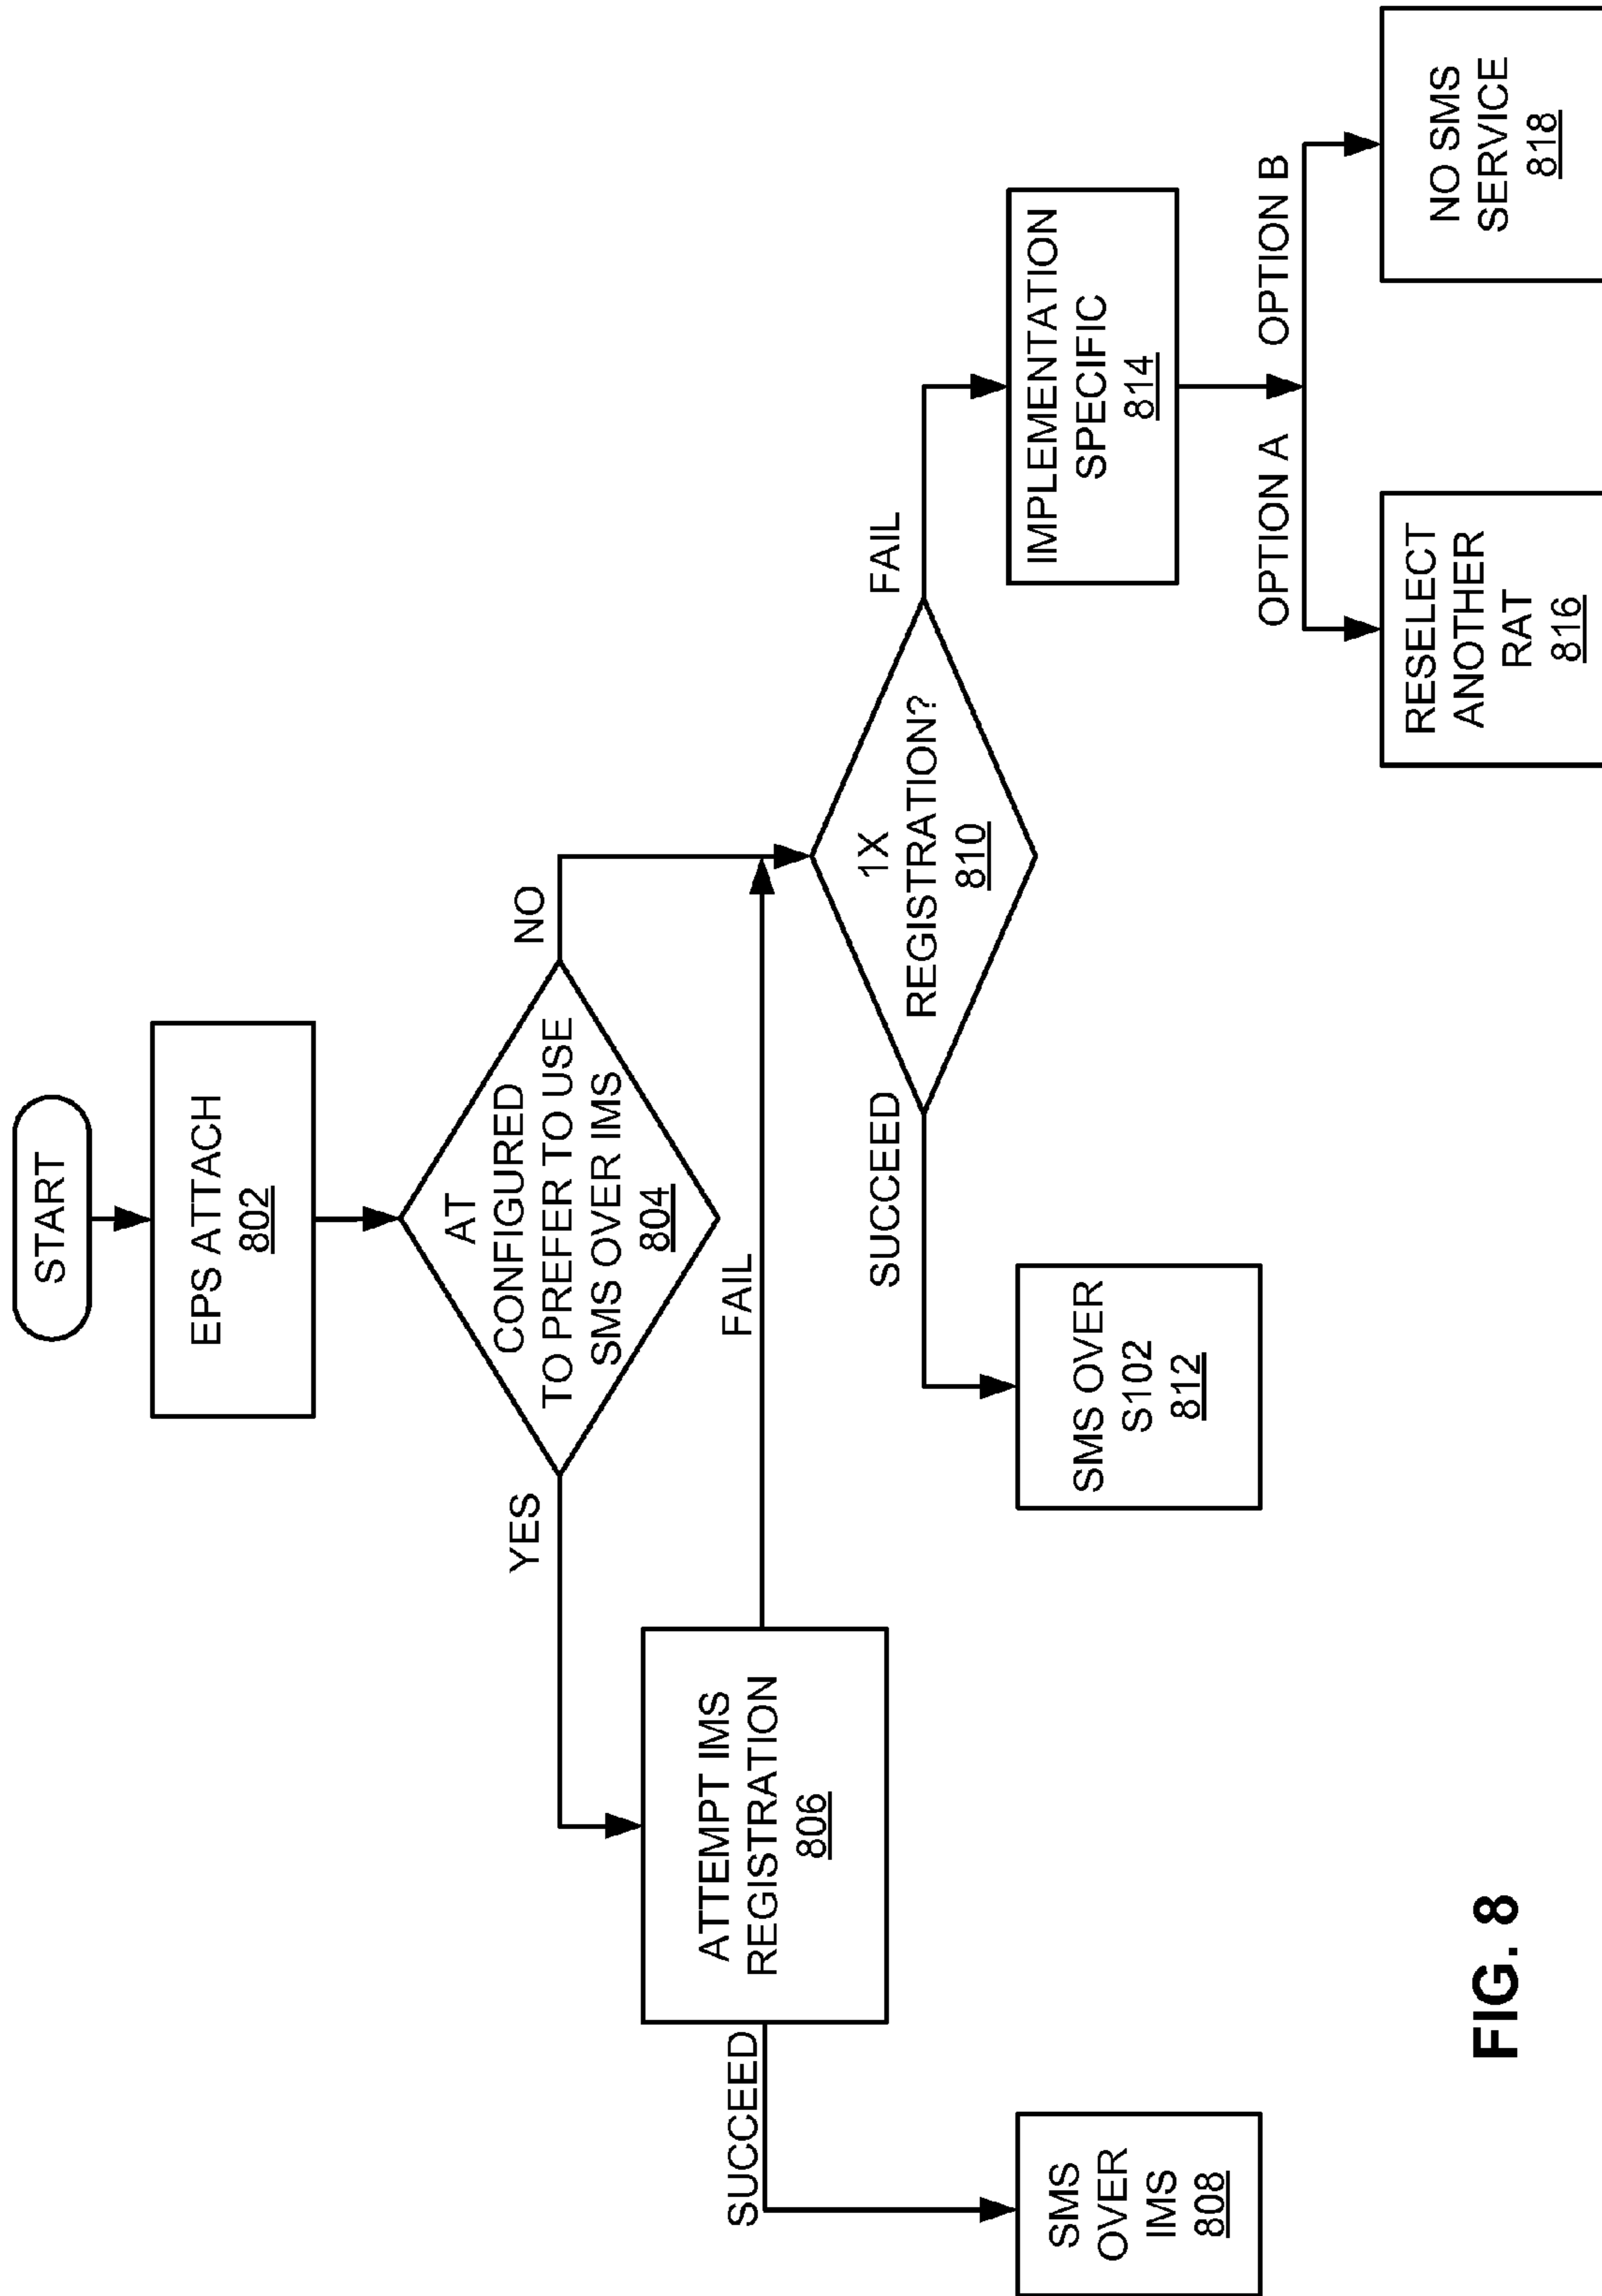 START
EPS ATTACH
802
AT
CONFIGURED
TO PREFER TO USE
SMS OVER IMS
804
YES
NO
ATTEMPT IMS
REGISTRATION
806
FAIL
SUCCEED
1X
REGISTRATION?
810
SUCCEED
FAIL
SMS
OVER
IMS
808
SMS OVER
S102
812
IMPLEMENTATION
SPECIFIC
814
OPTION A
OPTION B
RESELECT
ANOTHER
RAT
816
NO SMS
SERVICE
818
FIG. 8